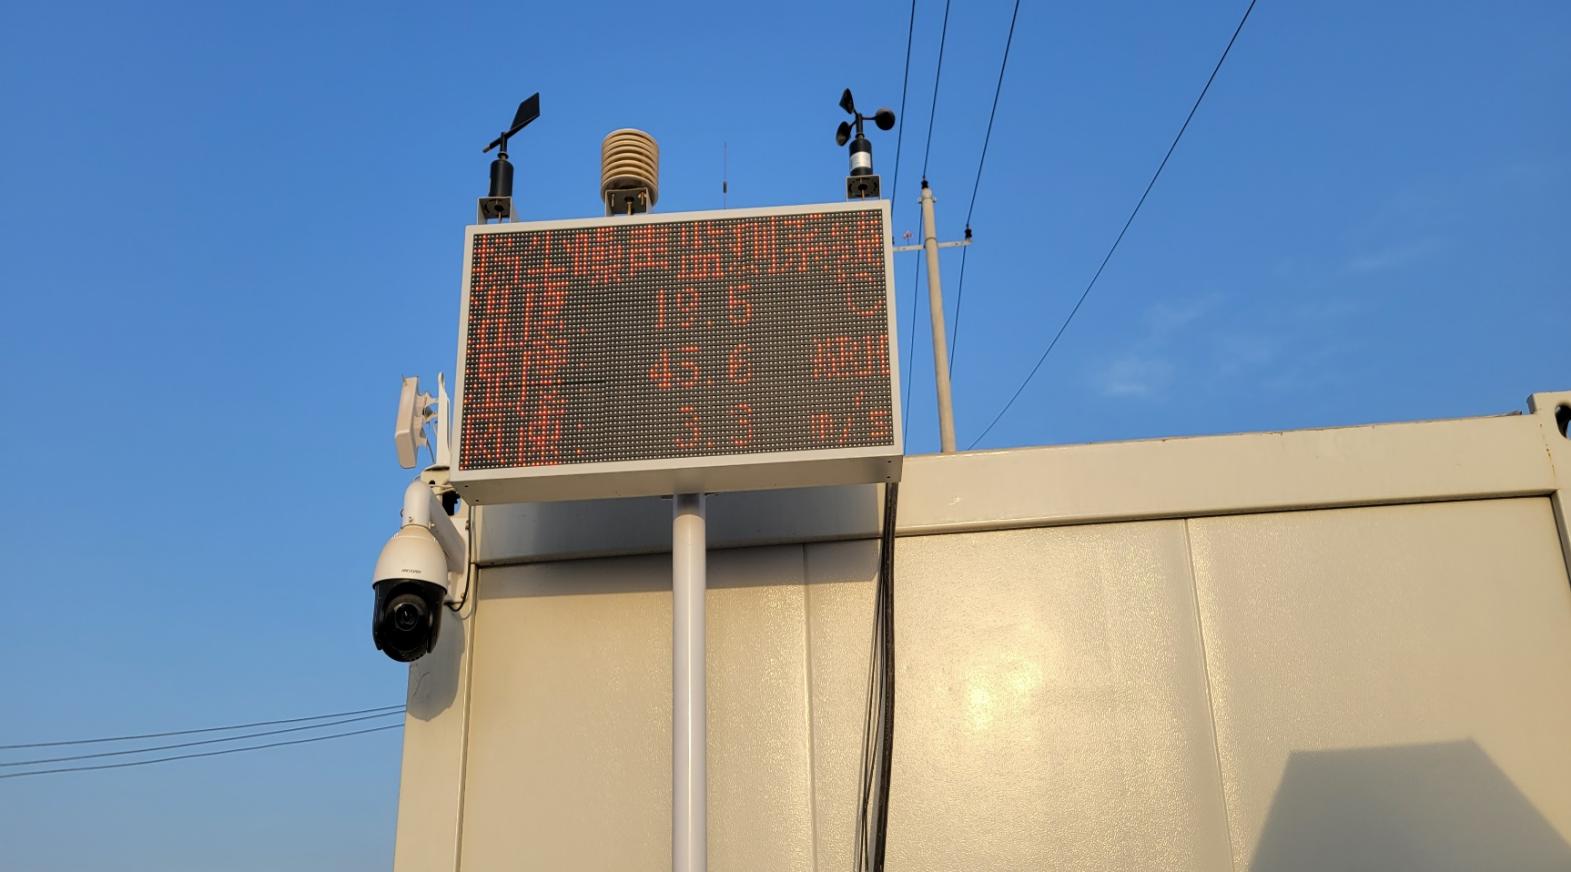 扬尘噪声监测系统
温度: 19.5 ℃
湿度: 45.6
风速: 3.3 m/s
HIKVISION